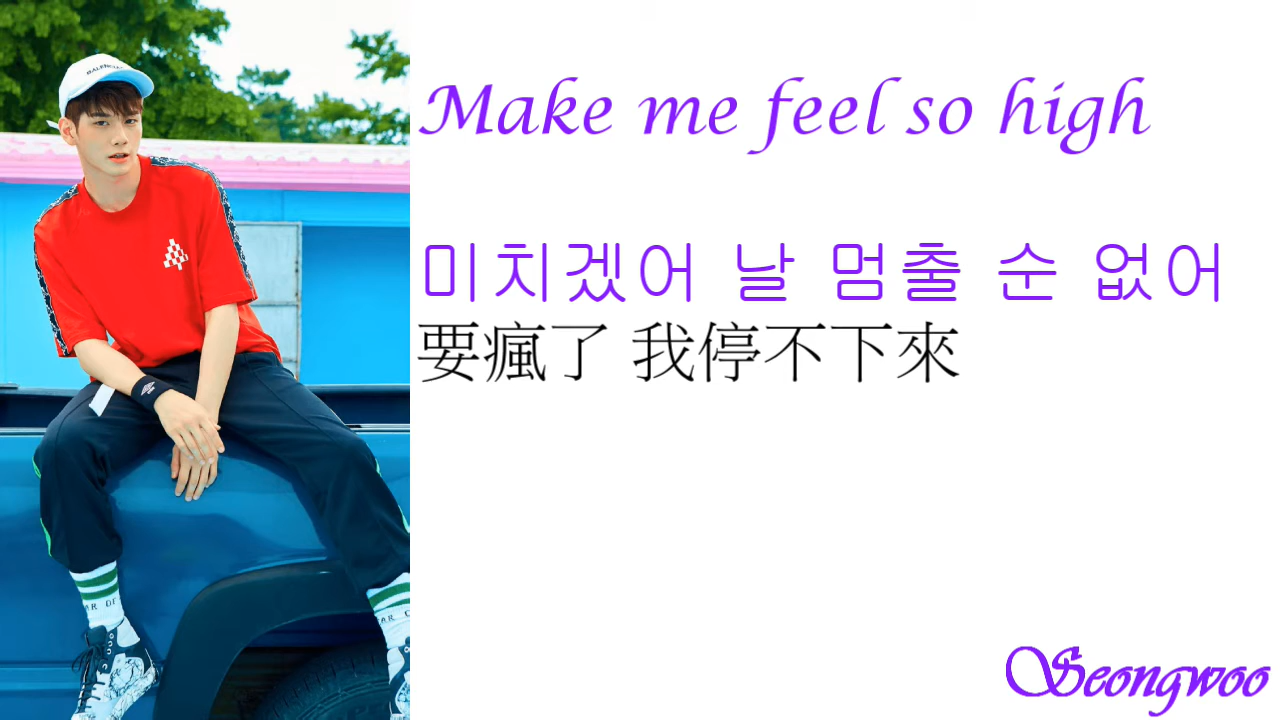 BALENCIAGA
Make me feel so high
미치겠어 날 멈출 순 없어
要瘋了 我停不下來
Seongwoo